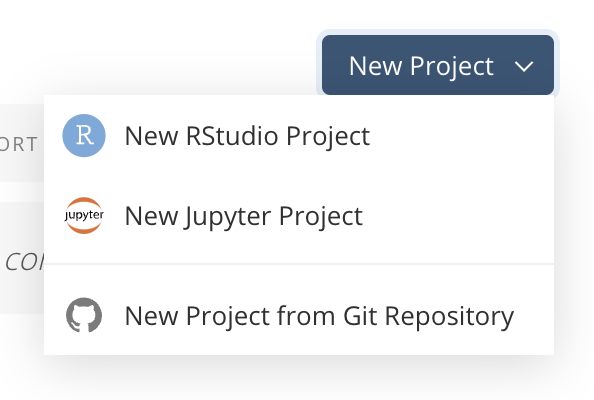 New Project
R
New RStudio Project
ORT
jupyter
New Jupyter Project
CO
New Project from Git Repository